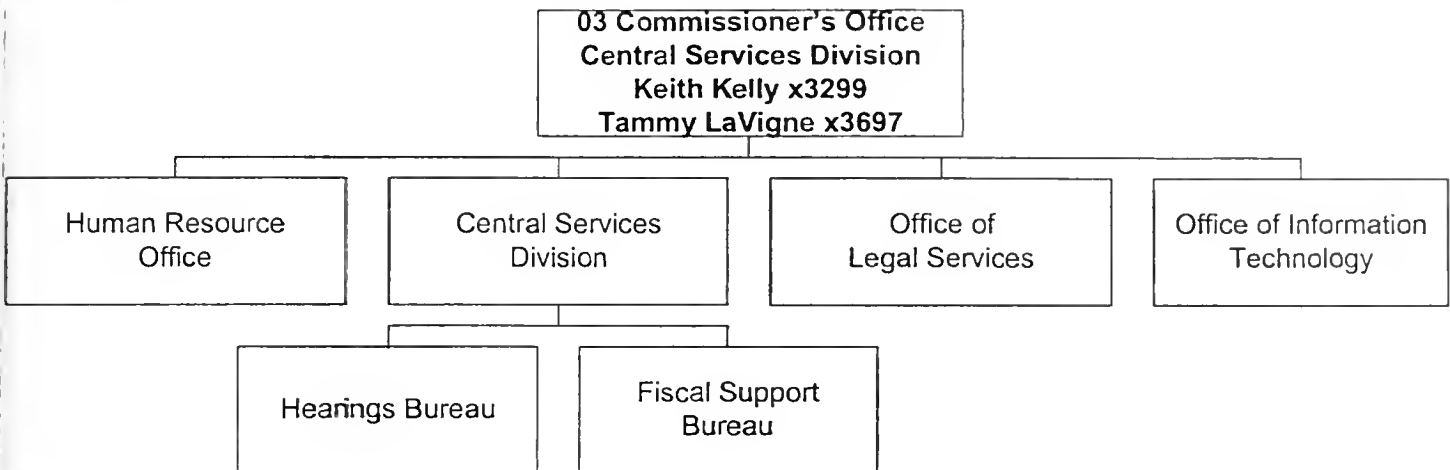 03 Commissioner's Office
Central Services Division
Keith Kelly x3299
Tammy LaVigne x3697
Human Resource
Office
Central Services
Division
Office of
Legal Services
Office of Information
Technology
Hearings Bureau
Fiscal Support
Bureau